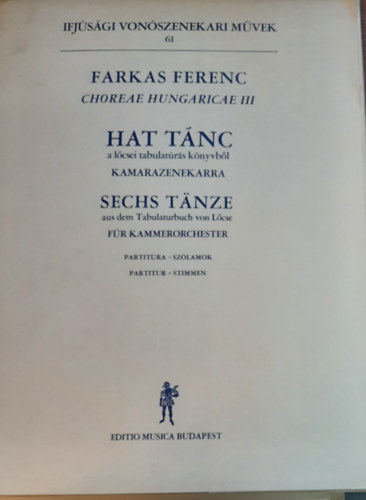 IFJÚSÁGI VONÓSZENEKARI MŰVEK
61
FARKAS FERENC
CHOREAE HUNGARICAE III
HAT TÁNC
a lőcsei tabulatúrás könyvből
KAMARAZENEKARRA
SECHS TÄNZE
aus dem Tabulaturbuch von Lőcse
FÜR KAMMERORCHESTER
PARTITÚRA – SZÓLAMOK
PARTITUR – STIMMEN
EDITIO MUSICA BUDAPEST